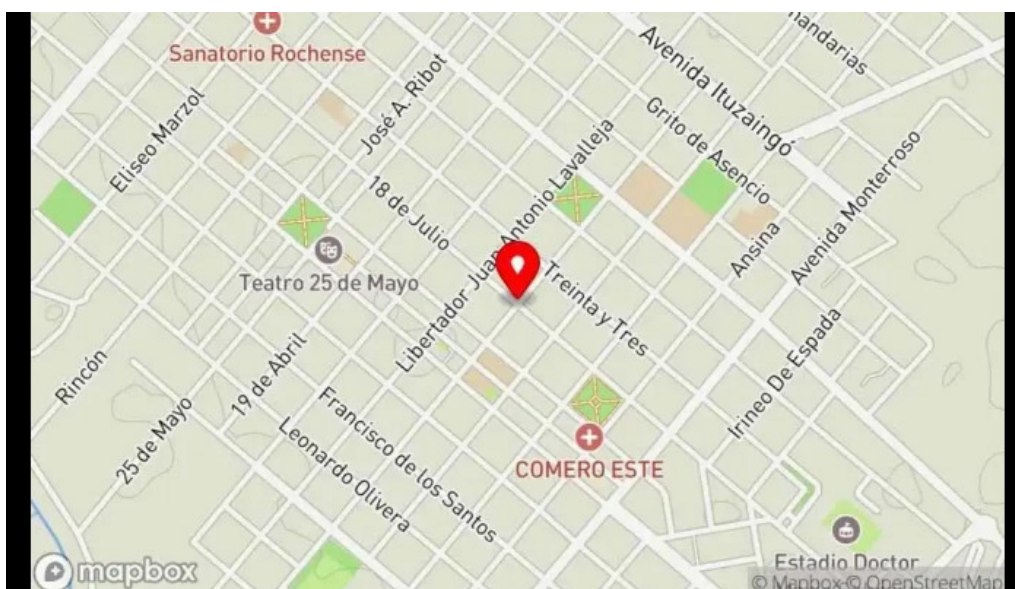 Sanatorio Rochense
José A. Ribot
Avenida Ituzaingó
Eliseo Marzol
Grito de Asencio
Libertador Juan Antonio Lavalleja
Avenida Monterroso
18 de Julio
Ansina
Teatro 25 de Mayo
Treinta y Tres
Rincón
19 de Abril
Irineo De Espada
25 de Mayo
Francisco de los Santos
Leonardo Olivera
COMERO ESTE
Estadio Doctor
mapbox
© Mapbox © OpenStreetMap